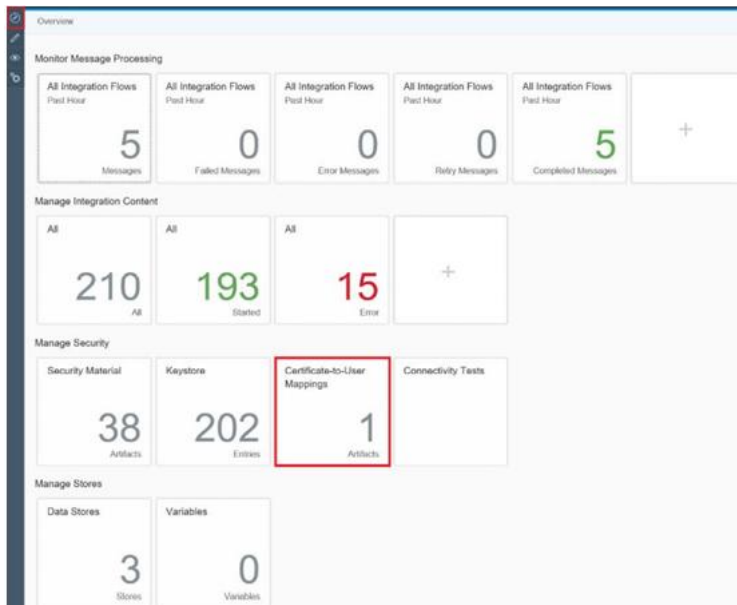 Overview
Monitor Message Processing
All Integration Flows
Past Hour
5
Messages
All Integration Flows
Past Hour
0
Failed Messages
All Integration Flows
Past Hour
0
Error Messages
All Integration Flows
Past Hour
0
Retry Messages
All Integration Flows
Past Hour
5
Completed Messages
+
Manage Integration Content
All
210
All
All
193
Started
All
15
Error
+
Manage Security
Security Material
38
Artifacts
Keystore
202
Entries
Certificate-to-User
Mappings
1
Artifacts
Connectivity Tests
Manage Stores
Data Stores
3
Stores
Variables
0
Variables